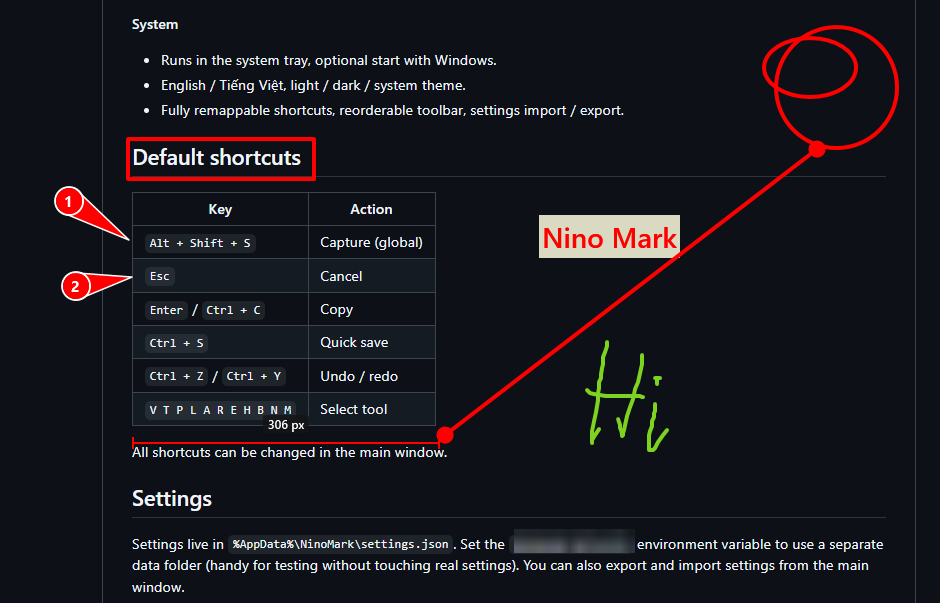 System
Runs in the system tray, optional start with Windows.
English / Tiếng Việt, light / dark / system theme.
Fully remappable shortcuts, reorderable toolbar, settings import / export.
Default shortcuts
Key Action
1
Alt + Shift + S Capture (global)
Nino Mark
2
Esc Cancel
Enter / Ctrl + C Copy
Ctrl + S Quick save
Ctrl + Z / Ctrl + Y Undo / redo
Hi
V T P L A R E H B N M Select tool
306 px
All shortcuts can be changed in the main window.
Settings
Settings live in %AppData%\NinoMark\settings.json. Set the environment variable to use a separate
data folder (handy for testing without touching real settings). You can also export and import settings from the main
window.